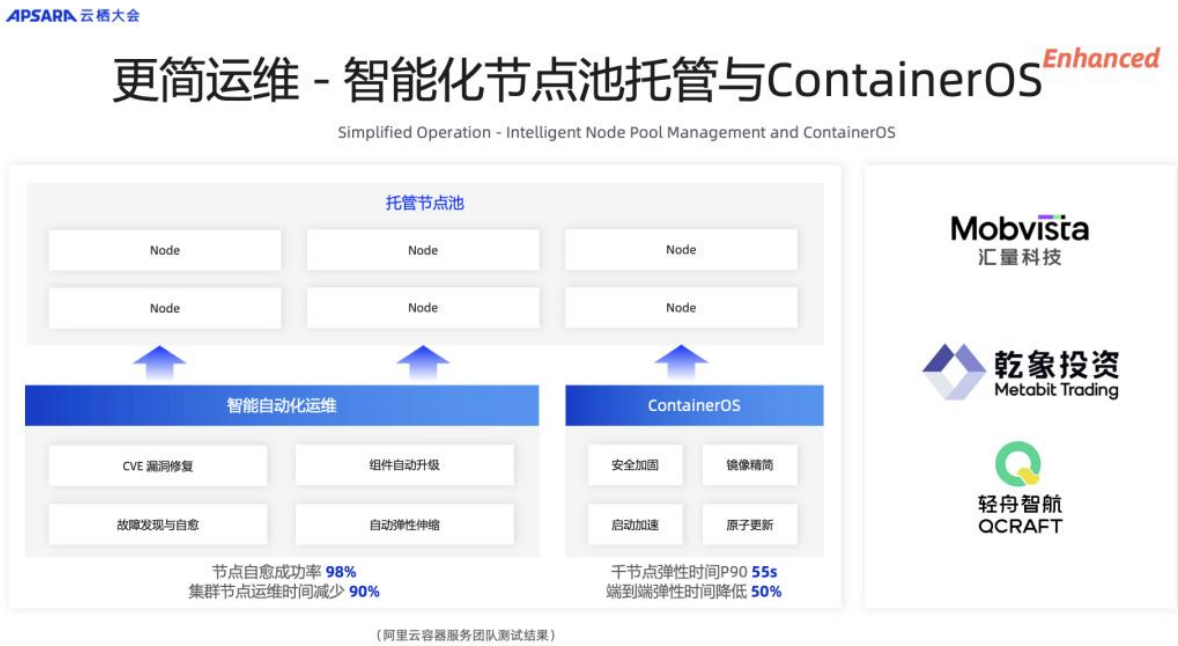 APSARA 云栖大会
更简运维 - 智能化节点池托管与ContainerOS Enhanced
Simplified Operation - Intelligent Node Pool Management and ContainerOS
托管节点池
Node Node Node
Node Node Node
智能自动化运维
CVE 漏洞修复 组件自动升级
故障发现与自愈 自动弹性伸缩
节点自愈成功率 98%
集群节点运维时间减少 90%
ContainerOS
安全加固 镜像精简
启动加速 原子更新
千节点弹性时间P90 55s
端到端弹性时间降低 50%
Mobvista
汇量科技
乾象投资
Metabit Trading
轻舟智航
QCRAFT
（阿里云容器服务团队测试结果）